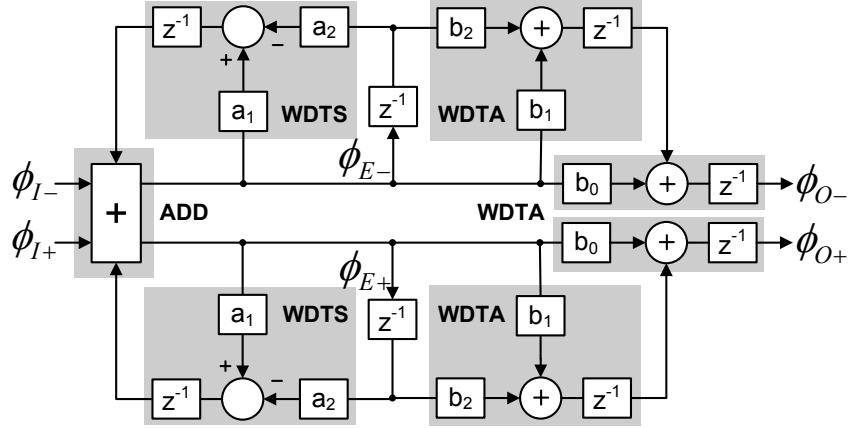 z⁻¹ a₂ b₂ + z⁻¹
− +
a₁ WDTS z⁻¹ WDTA b₁
ϕE−
ϕI− b₀ + z⁻¹ ϕO−
+ ADD WDTA
ϕI+ b₀ + z⁻¹ ϕO+
ϕE+
a₁ WDTS z⁻¹ WDTA b₁
+ −
z⁻¹ a₂ b₂ + z⁻¹